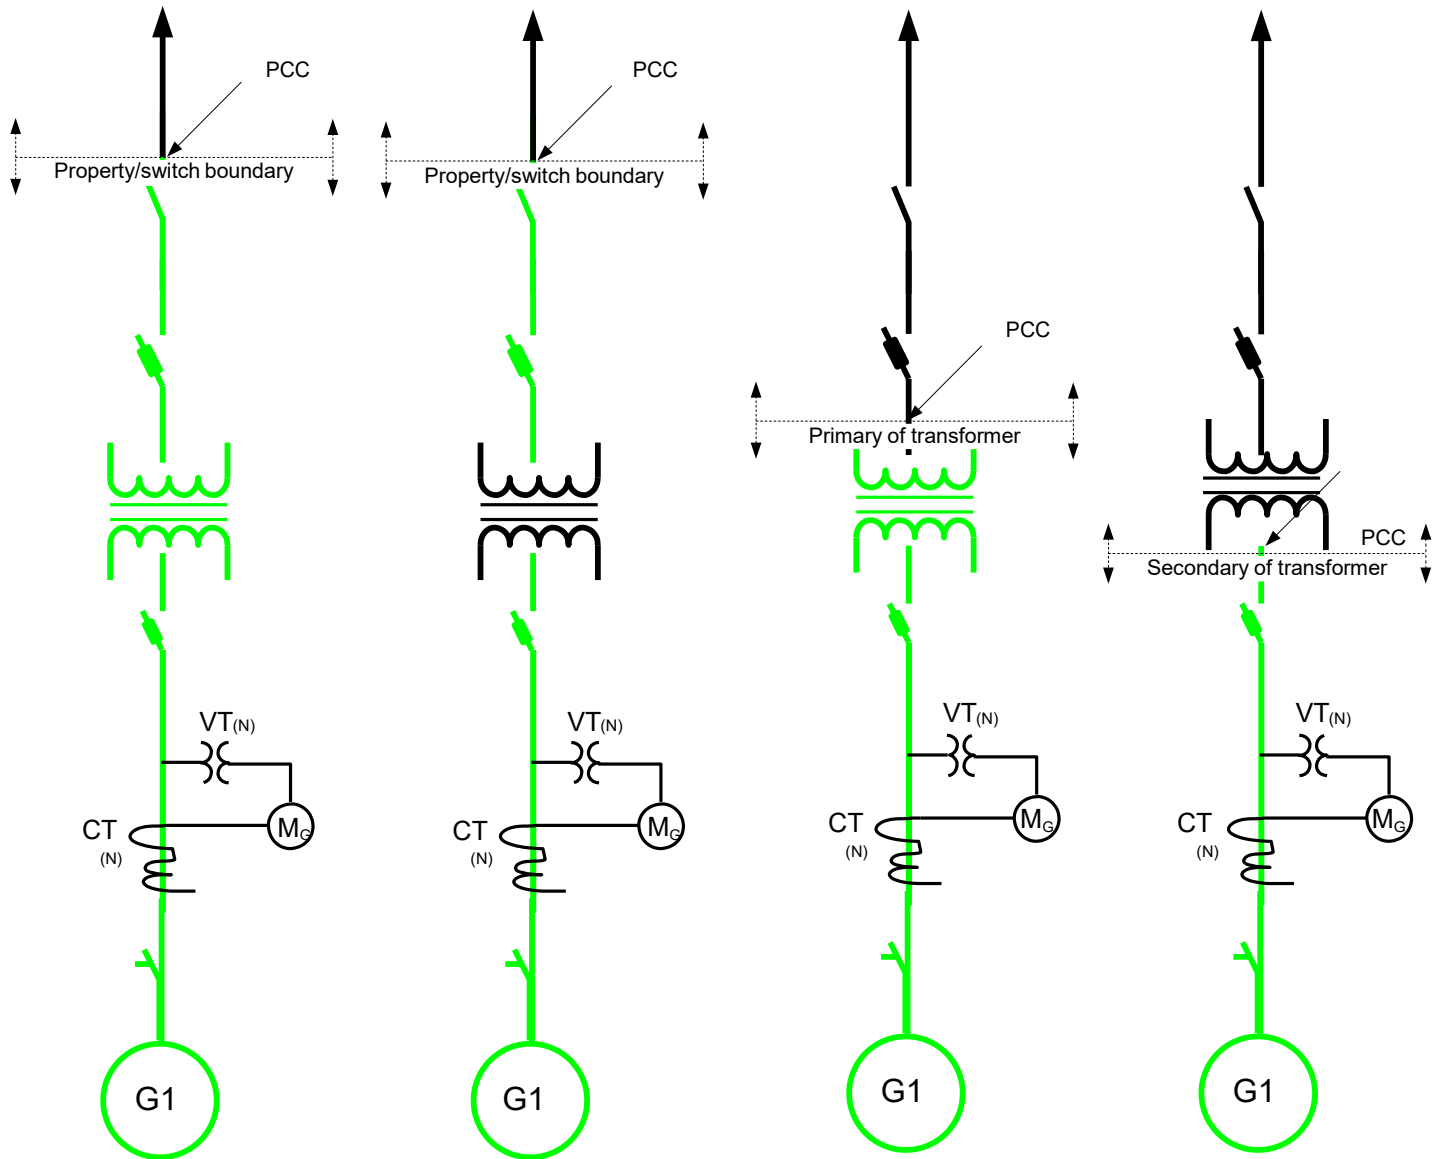 PCC
Property/switch boundary
VT(N)
CT
(N)
MG
G1
PCC
Property/switch boundary
VT(N)
CT
(N)
MG
G1
PCC
Primary of transformer
VT(N)
CT
(N)
MG
G1
PCC
Secondary of transformer
VT(N)
CT
(N)
MG
G1